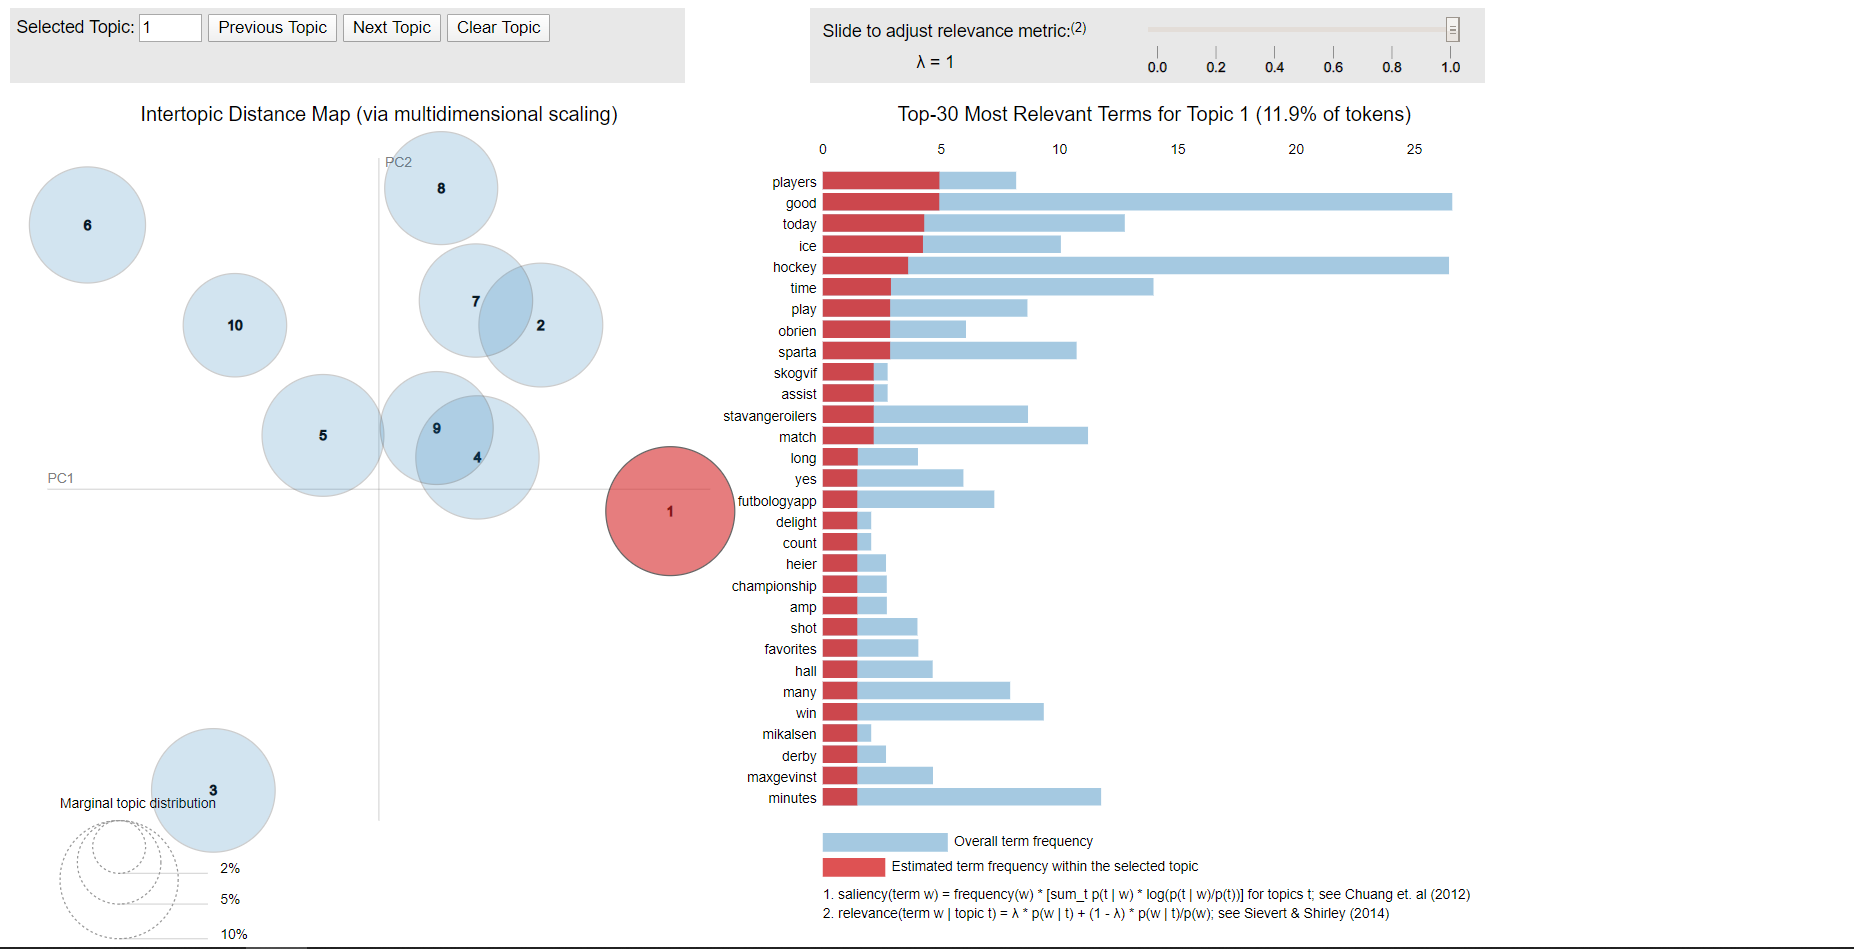 Selected Topic: 1 Previous Topic Next Topic Clear Topic
Slide to adjust relevance metric:(2)
λ = 1
0.0 0.2 0.4 0.6 0.8 1.0
Intertopic Distance Map (via multidimensional scaling)
PC2
8
6
7
10
2
9
5
4
PC1
1
3
Marginal topic distribution
2%
5%
10%
Top-30 Most Relevant Terms for Topic 1 (11.9% of tokens)
0 5 10 15 20 25
players
good
today
ice
hockey
time
play
obrien
sparta
skogvif
assist
stavangeroilers
match
long
yes
futbologyapp
delight
count
heier
championship
amp
shot
favorites
hall
many
win
mikalsen
derby
maxgevinst
minutes
Overall term frequency
Estimated term frequency within the selected topic
1. saliency(term w) = frequency(w) * [sum_t p(t | w) * log(p(t | w)/p(t))] for topics t; see Chuang et. al (2012)
2. relevance(term w | topic t) = λ * p(w | t) + (1 - λ) * p(w | t)/p(w); see Sievert & Shirley (2014)